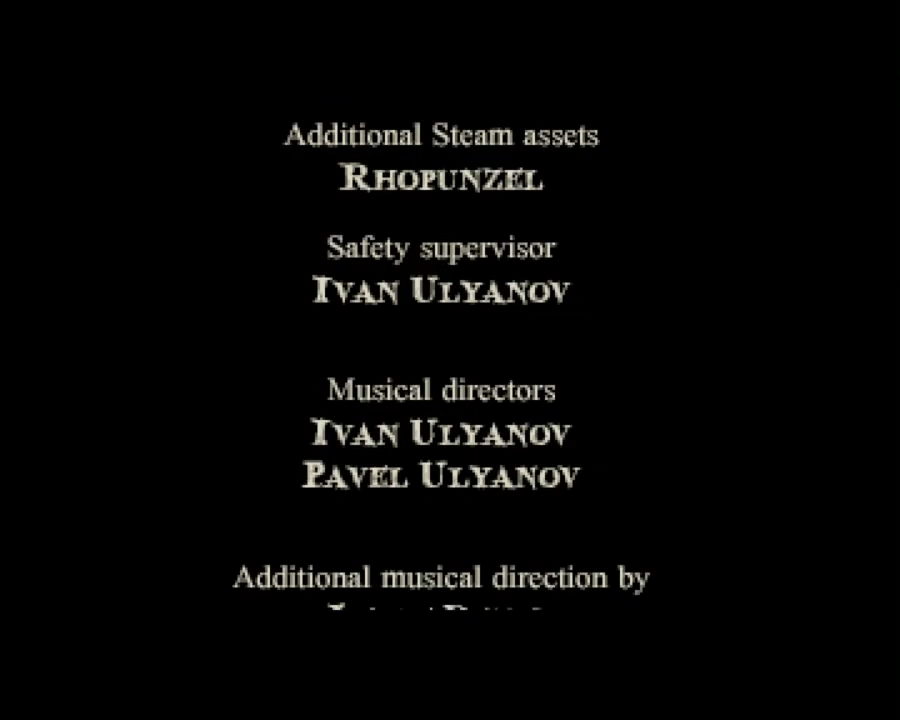 Additional Steam assets
RHOPUNZEL
Safety supervisor
IVAN ULYANOV
Musical directors
IVAN ULYANOV
PAVEL ULYANOV
Additional musical direction by